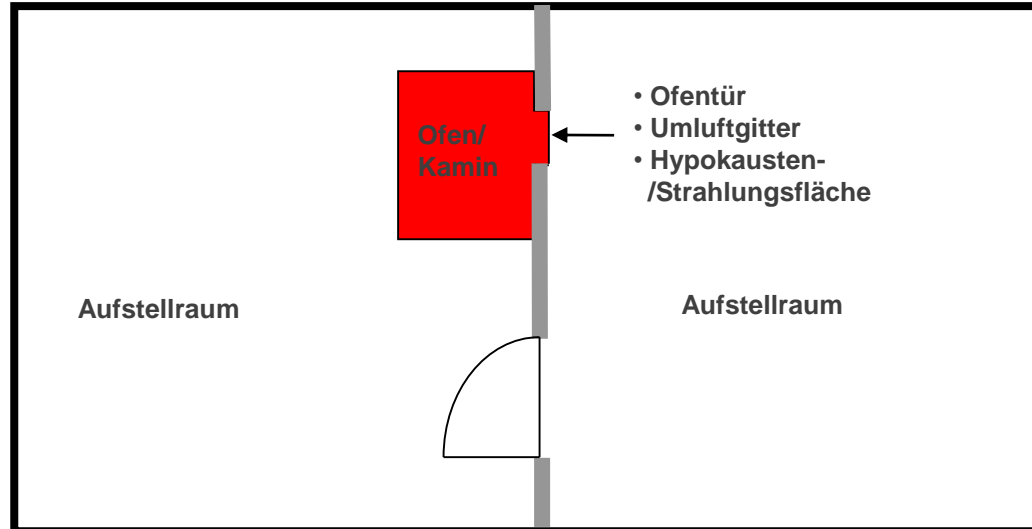 • Ofentür
• Umluftgitter
• Hypokausten-
/Strahlungsfläche
Ofen/
Kamin
Aufstellraum
Aufstellraum